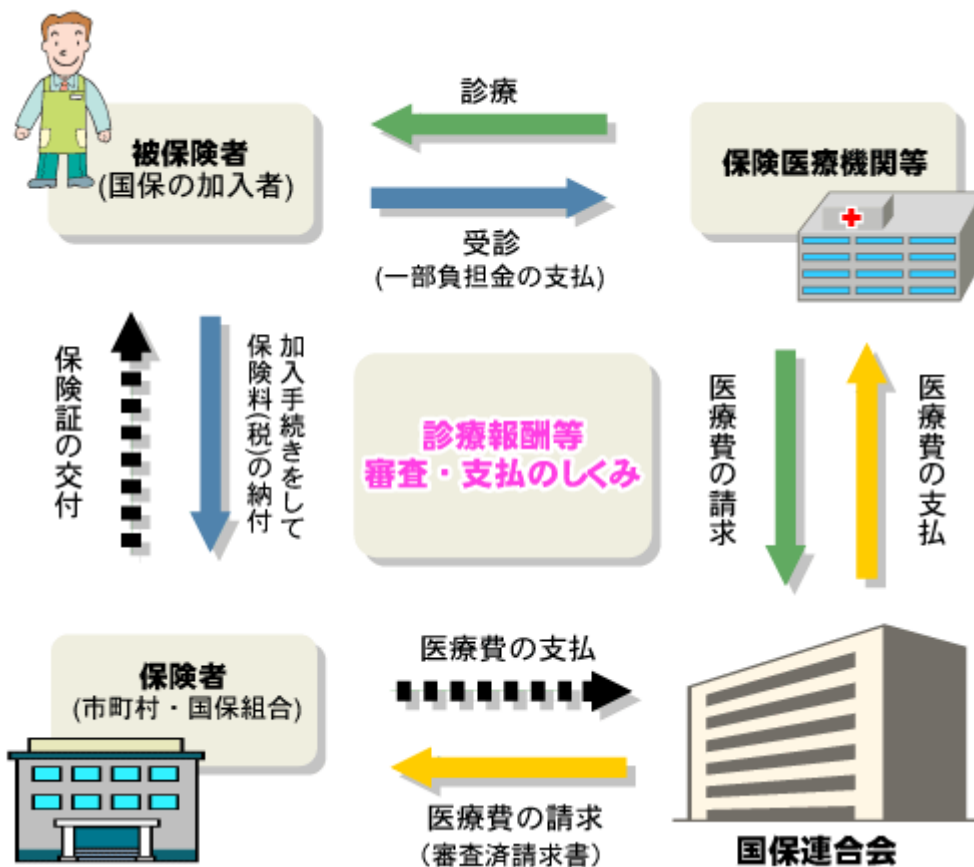 診療
被保険者
(国保の加入者)
保険医療機関等
受診
(一部負担金の支払)
保険証の交付
加入手続きをして
保険料(税)の納付
診療報酬等
審査・支払のしくみ
医療費の請求
医療費の支払
保険者
(市町村・国保組合)
医療費の支払
医療費の請求
(審査済請求書)
国保連合会